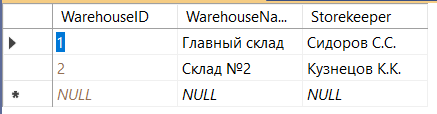 WarehouseID WarehouseNa... Storekeeper
1 Главный склад Сидоров С.С.
2 Склад №2 Кузнецов К.К.
* NULL NULL NULL